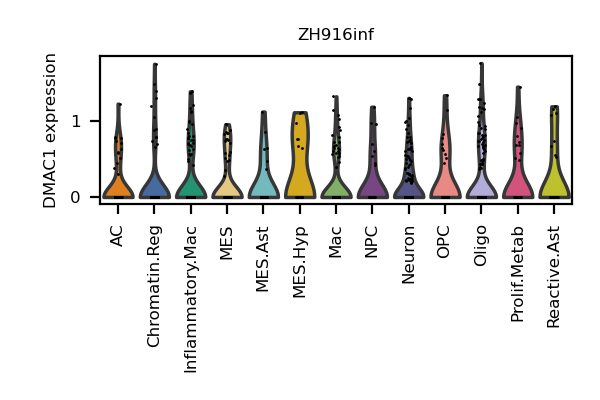 ZH916inf
DMAC1 expression
1
0
AC
Chromatin.Reg
Inflammatory.Mac
MES
MES.Ast
MES.Hyp
Mac
NPC
Neuron
OPC
Oligo
Prolif.Metab
Reactive.Ast